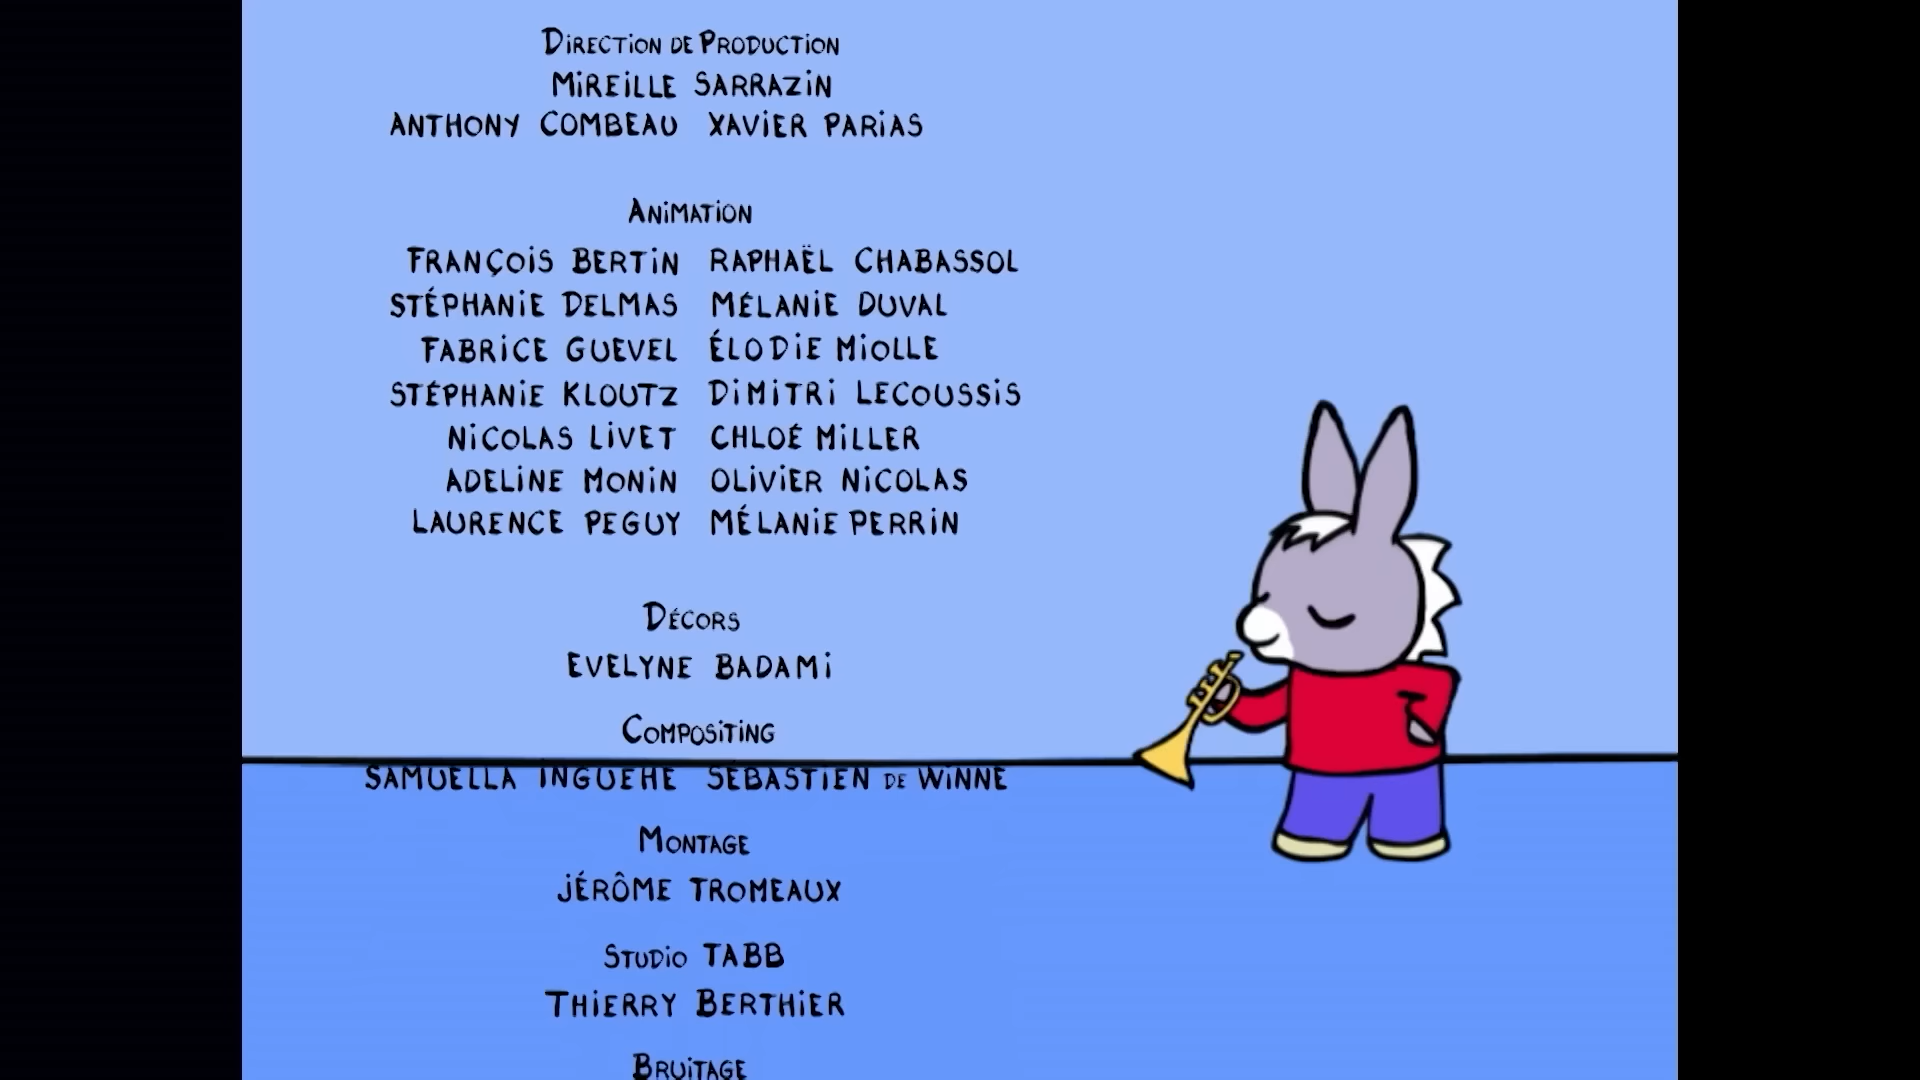 DiRECTiON DE PRODUCTiON
MiREiLLE SARRAZiN
ANTHONY COMBEAU XAViER PARiAS
ANiMATiON
FRANÇOiS BERTiN RAPHAËL CHABASSOL
STÉPHANiE DELMAS MÉLANiE DUVAL
FABRiCE GUEVEL ÉLODiE MiOLLE
STÉPHANiE KLOUTZ DiMiTRi LECOUSSiS
NiCOLAS LiVET CHLOÉ MiLLER
ADELiNE MONiN OLiViER NiCOLAS
LAURENCE PEGUY MÉLANiE PERRiN
DÉCORS
EVELYNE BADAMi
COMPOSiTiNG
SAMUELLA INGUEHE SÉBASTIEN DE WiNNE
MONTAGE
JÉRÔME TROMEAUX
STUDiO TABB
THiERRY BERTHiER
BRUiTAGE